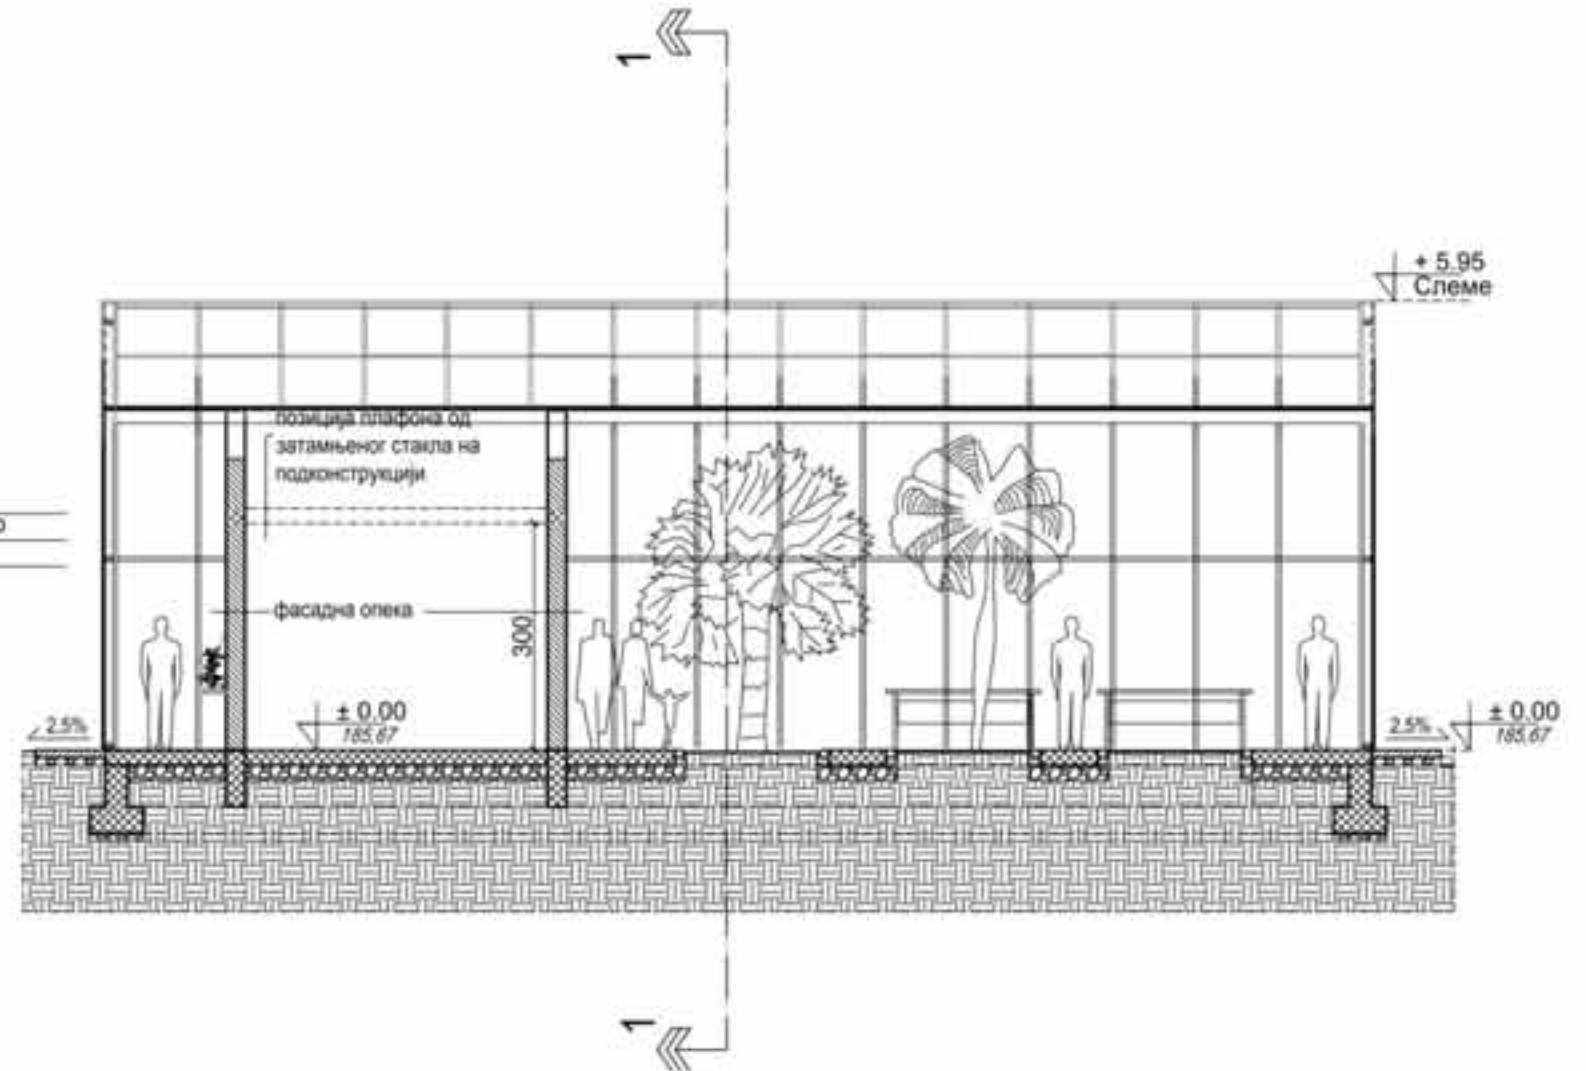 1
+ 5.95
Слеме
позиција плафона од
затамњеног стакла на
подконструкцији
фасадна опека
300
± 0.00
185,67
2.5%
2.5%
± 0.00
185,67
1